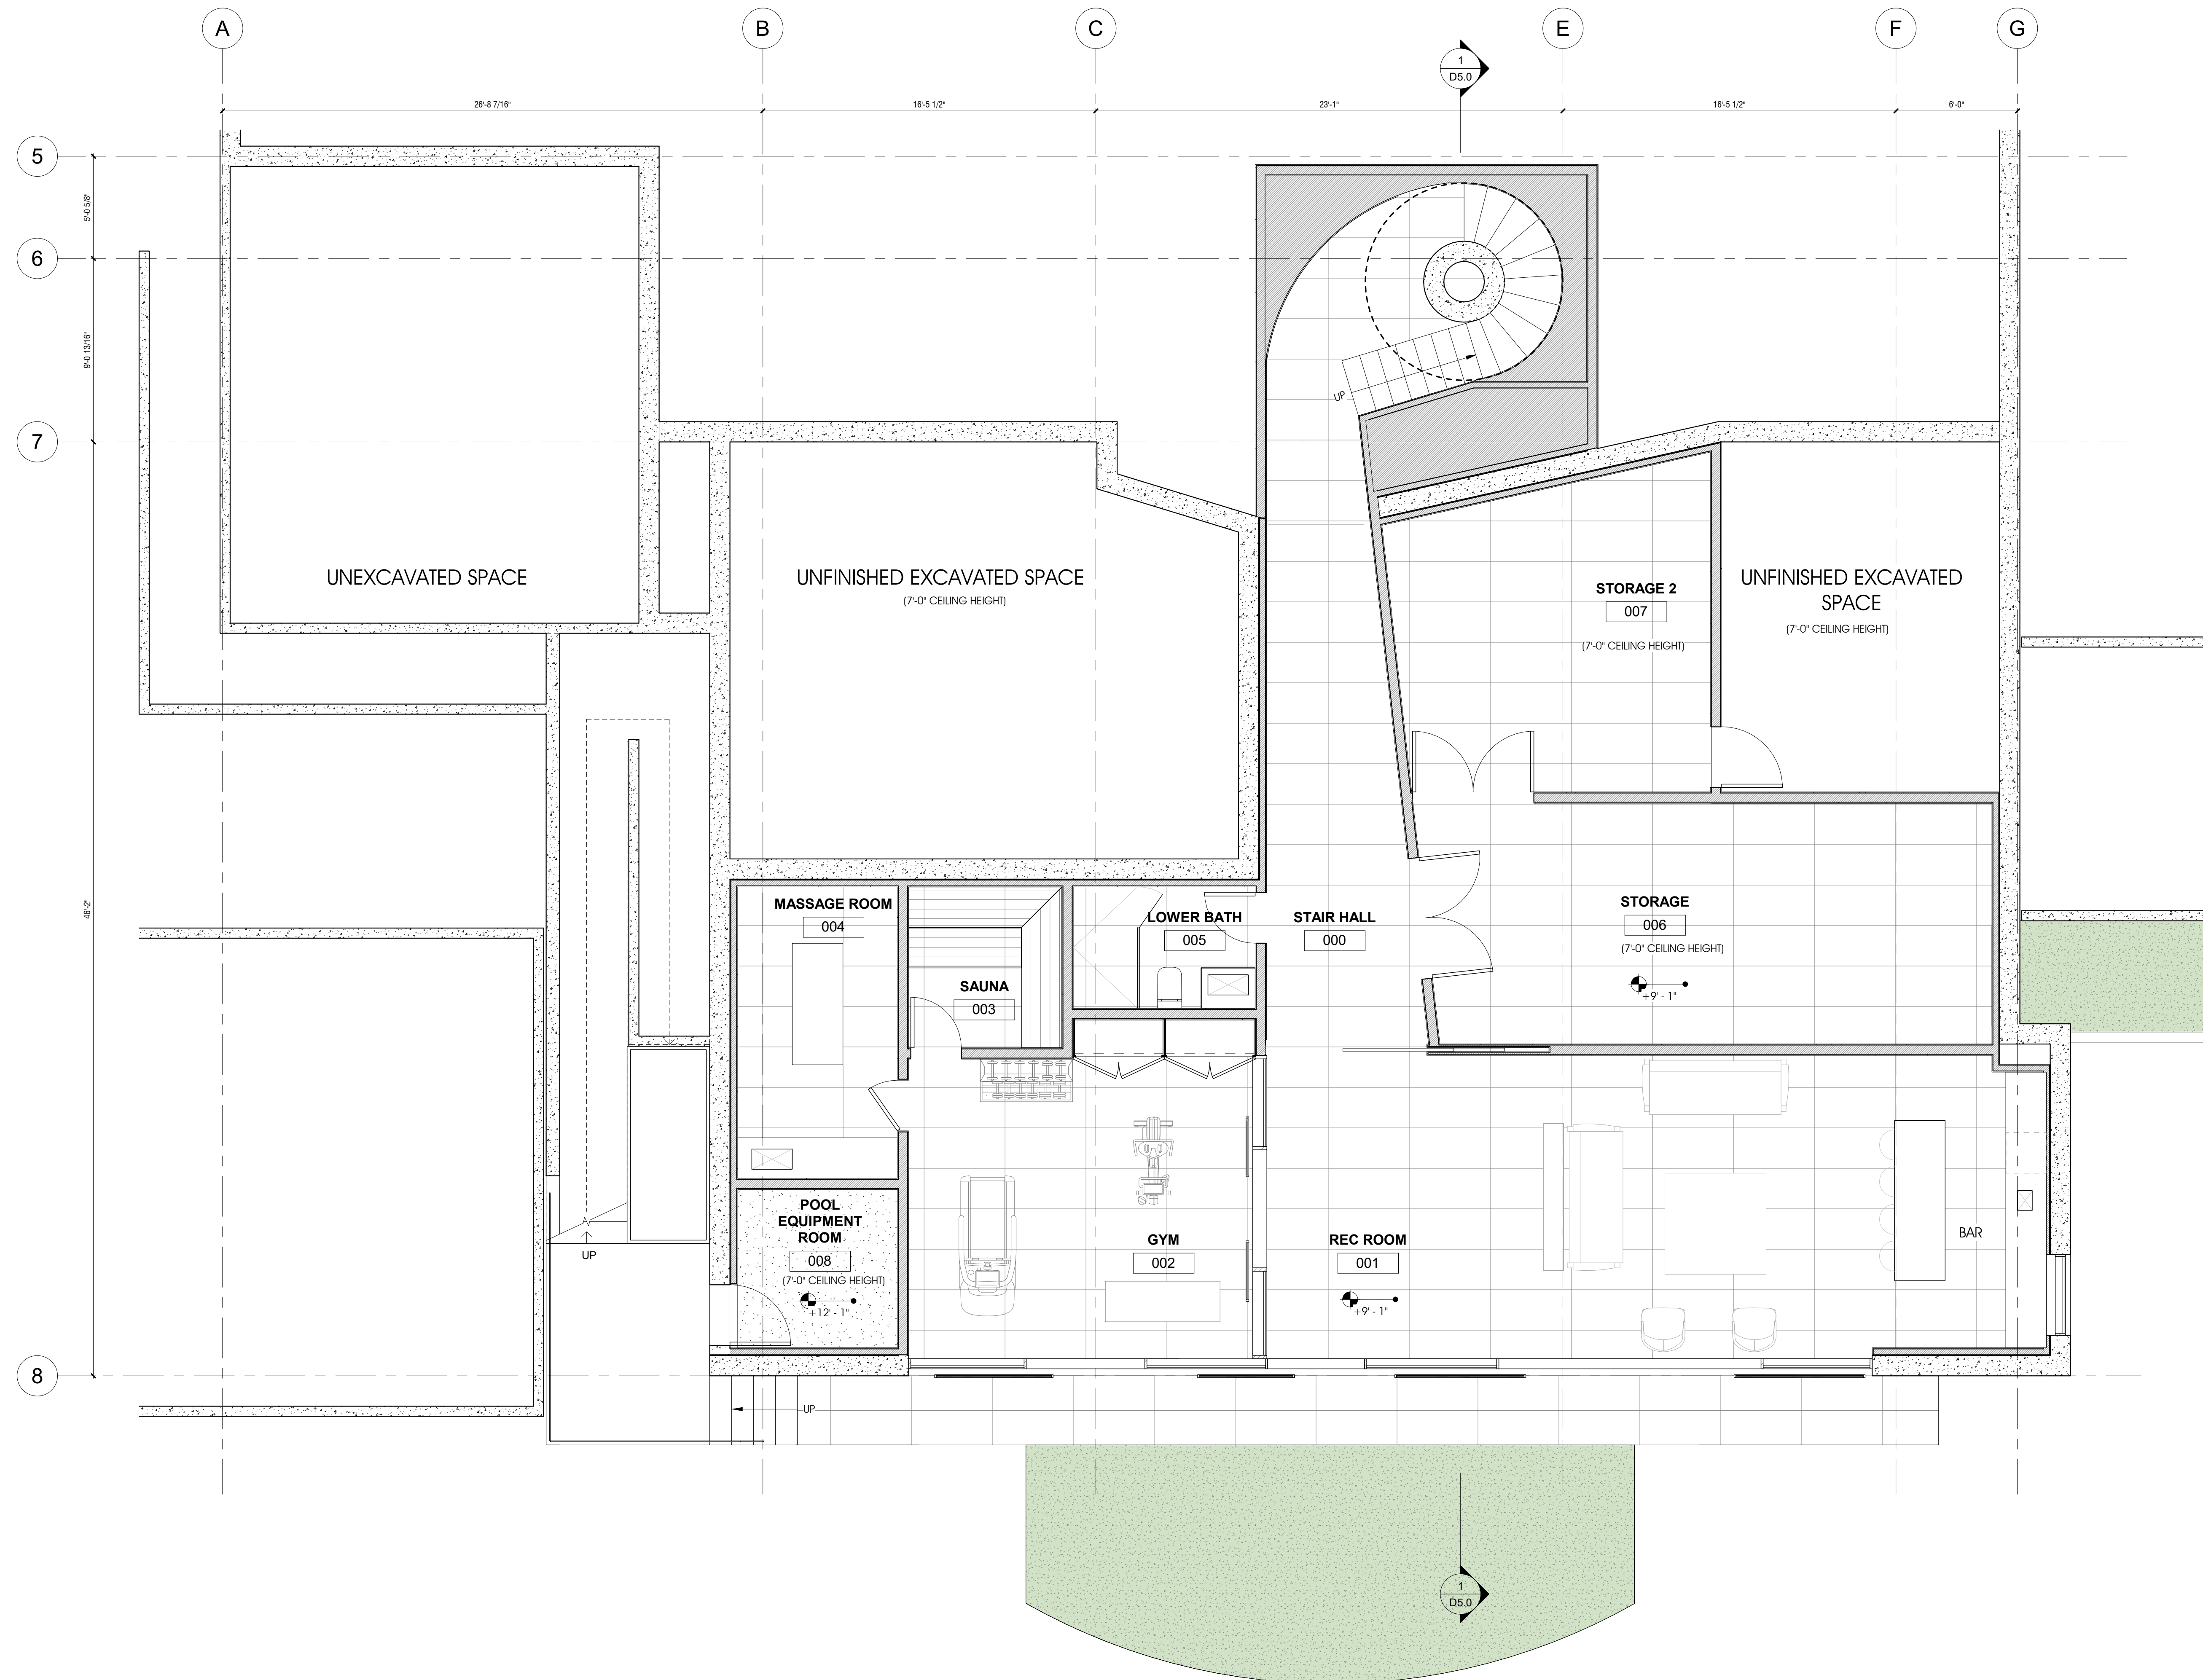 A
B
C
E
F
G
1
D5.0
26'-8 7/16"
16'-5 1/2"
23'-1"
16'-5 1/2"
6'-0"
5
5'-0 5/8"
6
9'-0 13/16"
7
UP
UNEXCAVATED SPACE
UNFINISHED EXCAVATED SPACE
(7'-0" CEILING HEIGHT)
STORAGE 2
007
(7'-0" CEILING HEIGHT)
UNFINISHED EXCAVATED
SPACE
(7'-0" CEILING HEIGHT)
46'-2"
MASSAGE ROOM
004
SAUNA
003
LOWER BATH
005
STAIR HALL
000
STORAGE
006
(7'-0" CEILING HEIGHT)
+9' - 1"
UP
POOL
EQUIPMENT
ROOM
008
(7'-0" CEILING HEIGHT)
+12' - 1"
GYM
002
REC ROOM
001
+9' - 1"
BAR
8
UP
1
D5.0